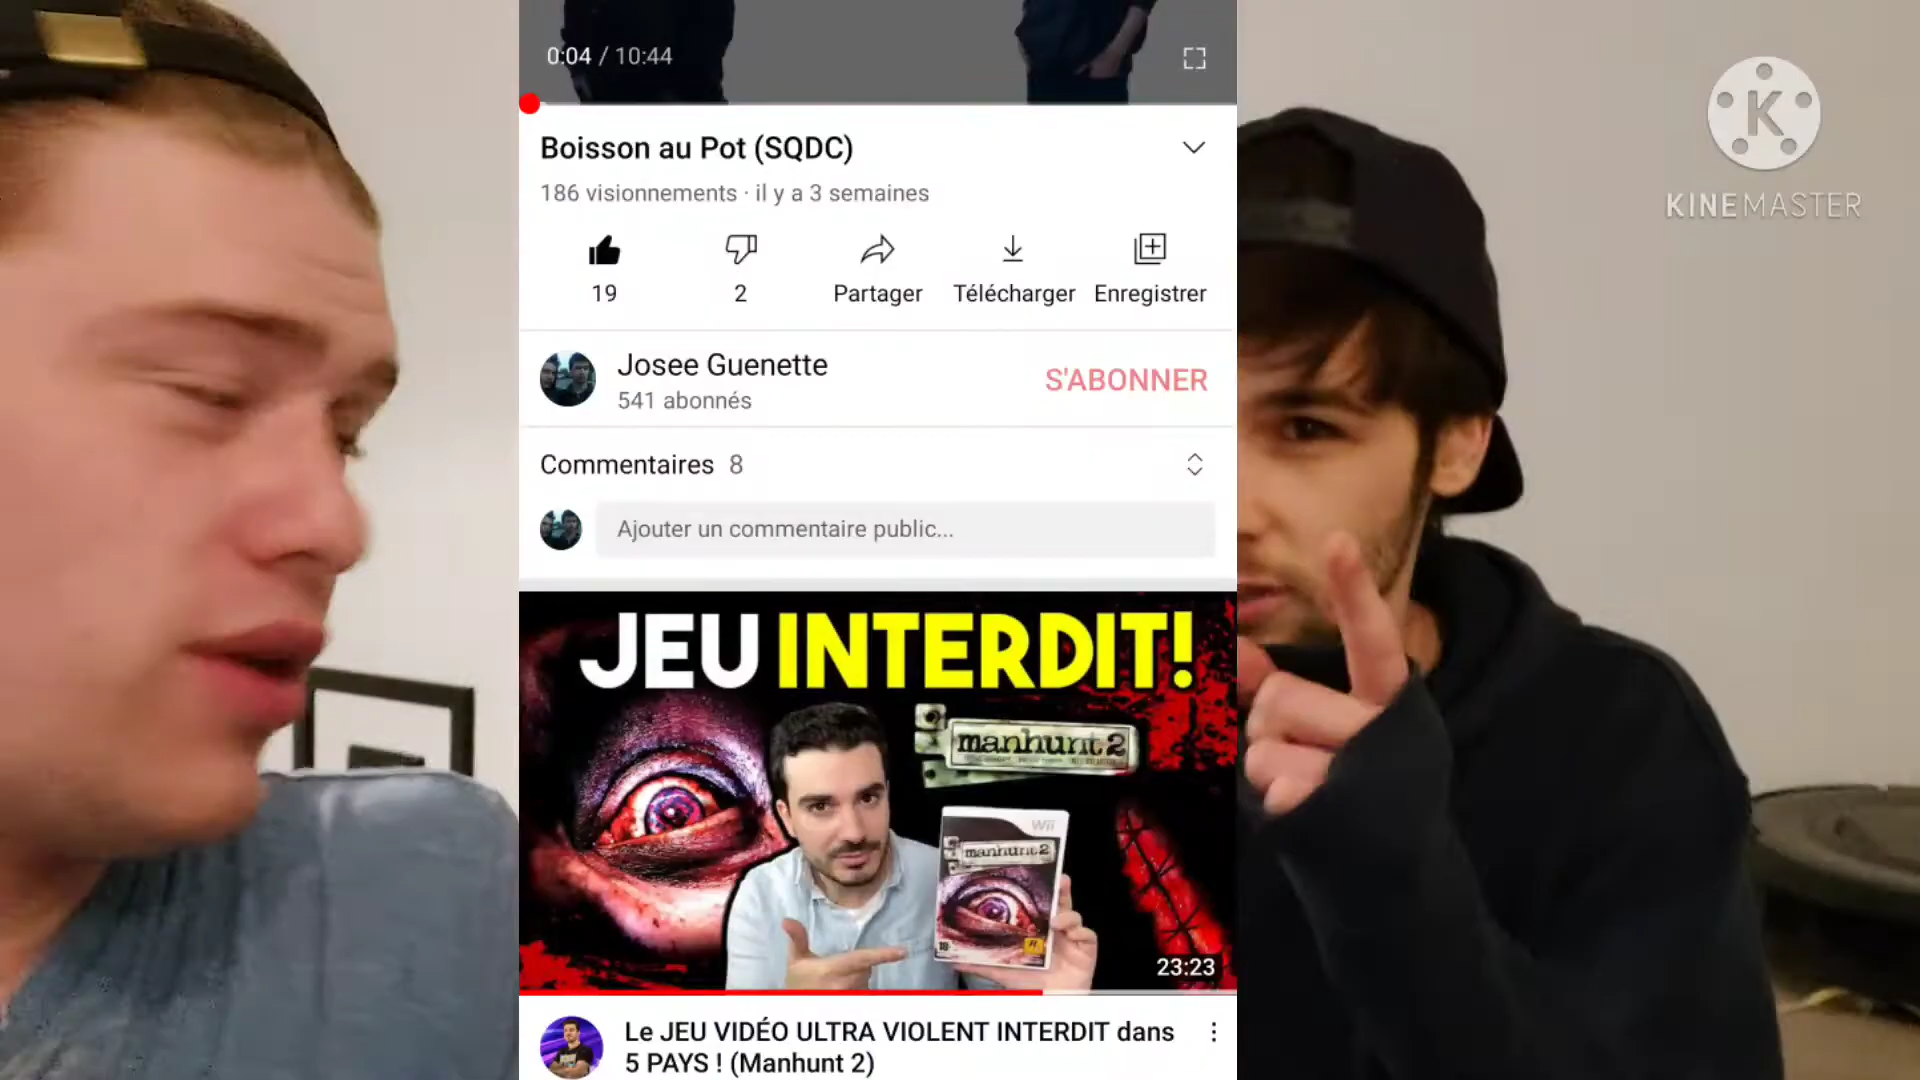 0:04 / 10:44
Boisson au Pot (SQDC)
186 visionnements · il y a 3 semaines
19
2
Partager
Télécharger
Enregistrer
Josee Guenette
541 abonnés
S'ABONNER
Commentaires 8
Ajouter un commentaire public...
JEU INTERDIT!
manhunt 2
Wii
manhunt 2
18
R
23:23
Le JEU VIDÉO ULTRA VIOLENT INTERDIT dans
5 PAYS ! (Manhunt 2)
K
KINEMASTER